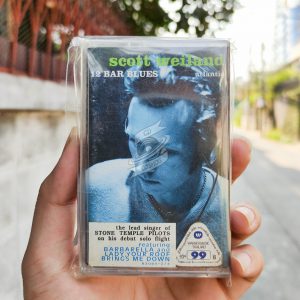 scott weiland
12 BAR BLUES
atlantic
the lead singer of
STONE TEMPLE PILOTS
on his debut solo flight
featuring
BARBARELLA and
LADY YOUR ROOF
BRINGS ME DOWN
99